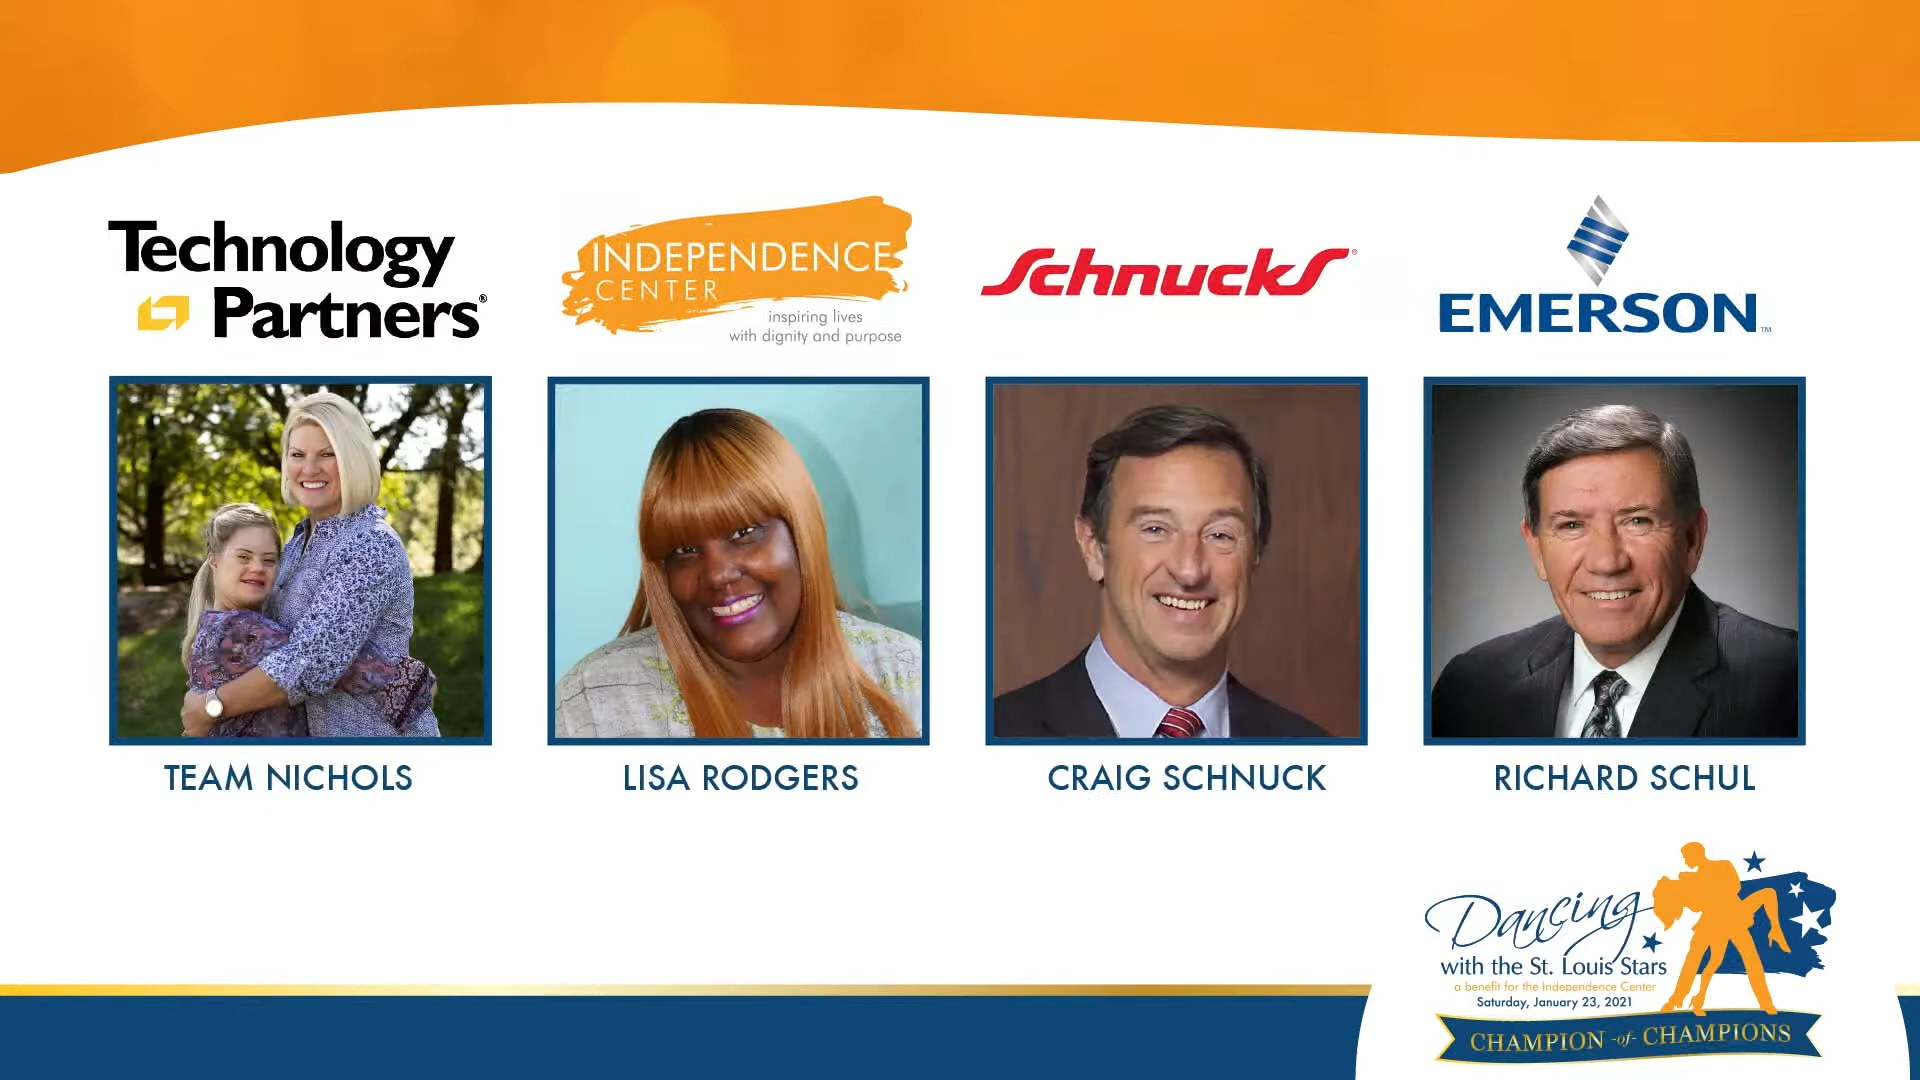 Technology
Partners®
INDEPENDENCE
CENTER
inspiring lives
with dignity and purpose
Schnucks®
EMERSON™
TEAM NICHOLS
LISA RODGERS
CRAIG SCHNUCK
RICHARD SCHUL
Dancing
with the St. Louis Stars
a benefit for the Independence Center
Saturday, January 23, 2021
CHAMPION -of- CHAMPIONS